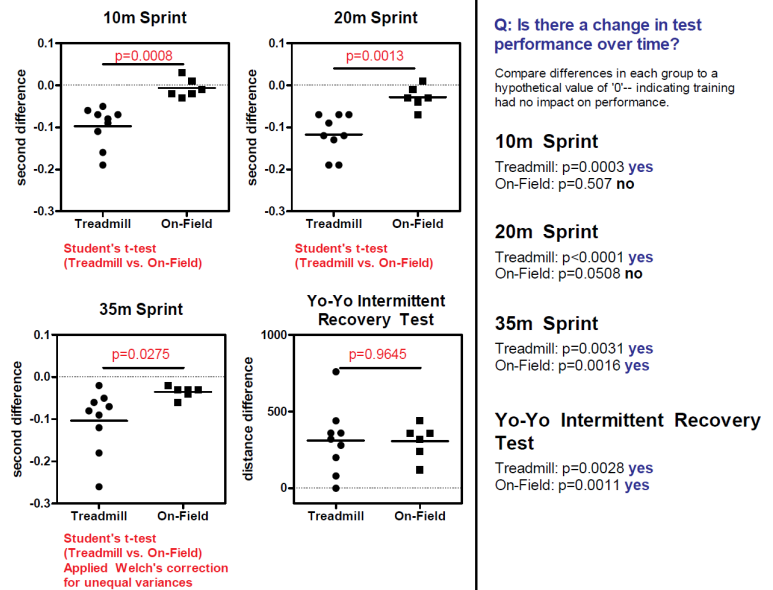 10m Sprint
0.1
0.0
-0.1
-0.2
-0.3
second difference
p=0.0008
Treadmill
On-Field
Student's t-test
(Treadmill vs. On-Field)
20m Sprint
0.1
0.0
-0.1
-0.2
-0.3
second difference
p=0.0013
Treadmill
On-Field
Student's t-test
(Treadmill vs. On-Field)
35m Sprint
0.1
0.0
-0.1
-0.2
-0.3
second difference
p=0.0275
Treadmill
On-Field
Student's t-test
(Treadmill vs. On-Field)
Applied Welch's correction
for unequal variances
Yo-Yo Intermittent
Recovery Test
1000
500
0
distance difference
p=0.9645
Treadmill
On-Field
Q: Is there a change in test
performance over time?
Compare differences in each group to a
hypothetical value of '0'-- indicating training
had no impact on performance.
10m Sprint
Treadmill: p=0.0003 yes
On-Field: p=0.507 no
20m Sprint
Treadmill: p<0.0001 yes
On-Field: p=0.0508 no
35m Sprint
Treadmill: p=0.0031 yes
On-Field: p=0.0016 yes
Yo-Yo Intermittent Recovery
Test
Treadmill: p=0.0028 yes
On-Field: p=0.0011 yes